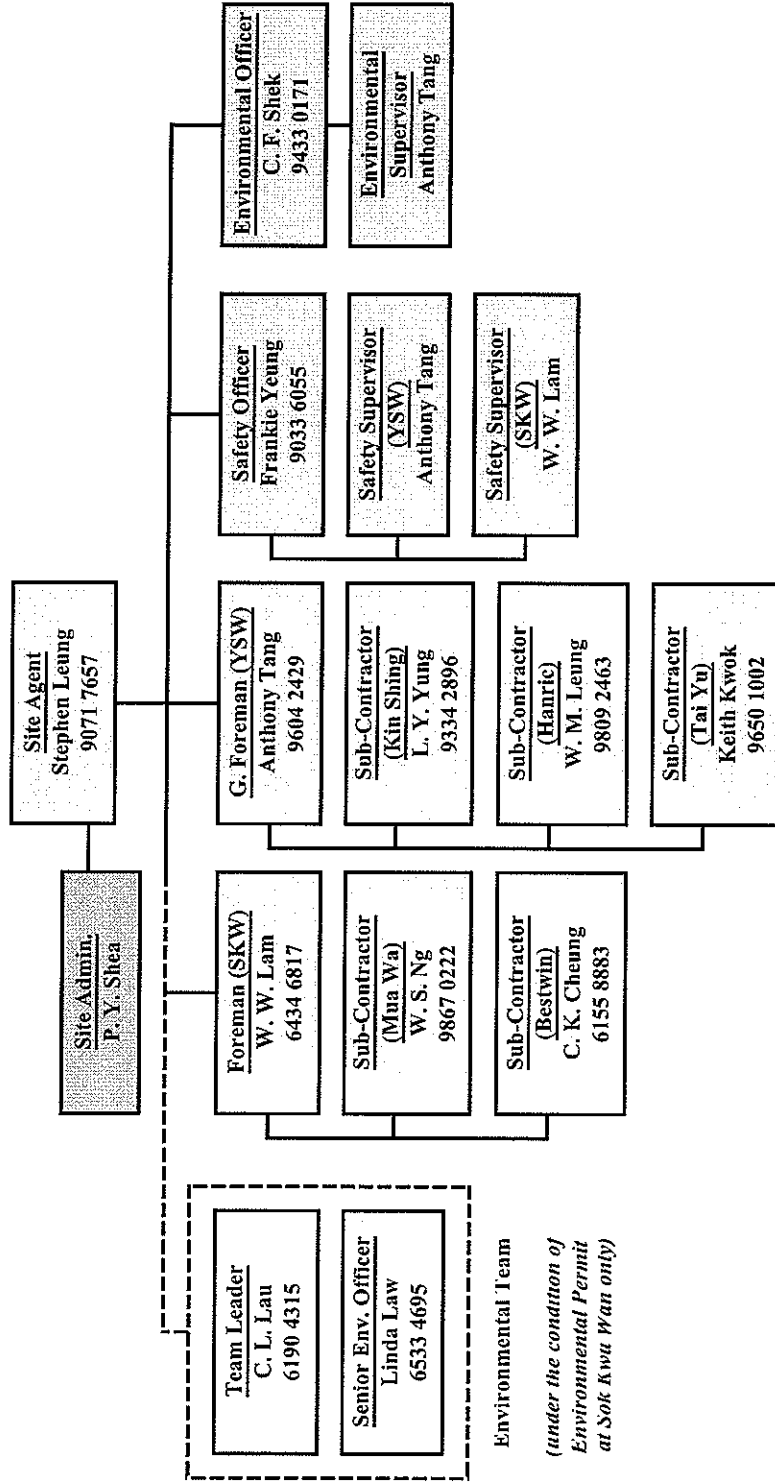 Site Agent
Stephen Leung
9071 7657
Site Admin.
P. Y. Shea
Team Leader
C. L. Lau
6190 4315
Senior Env. Officer
Linda Law
6533 4695
Environmental Team
(under the condition of
Environmental Permit
at Sok Kwu Wan only)
Foreman (SKW)
W. W. Lam
6434 6817
Sub-Contractor
(Mua Wa)
W. S. Ng
9867 0222
Sub-Contractor
(Bestwin)
C. K. Cheung
6155 8883
G. Foreman (YSW)
Anthony Tang
9604 2429
Sub-Contractor
(Kin Shing)
L. Y. Yung
9334 2896
Sub-Contractor
(Hanric)
W. M. Leung
9809 2463
Sub-Contractor
(Tai Yu)
Keith Kwok
9650 1002
Safety Officer
Frankie Yeung
9033 6055
Safety Supervisor
(YSW)
Anthony Tang
Safety Supervisor
(SKW)
W. W. Lam
Environmental Officer
C. F. Shek
9433 0171
Environmental
Supervisor
Anthony Tang